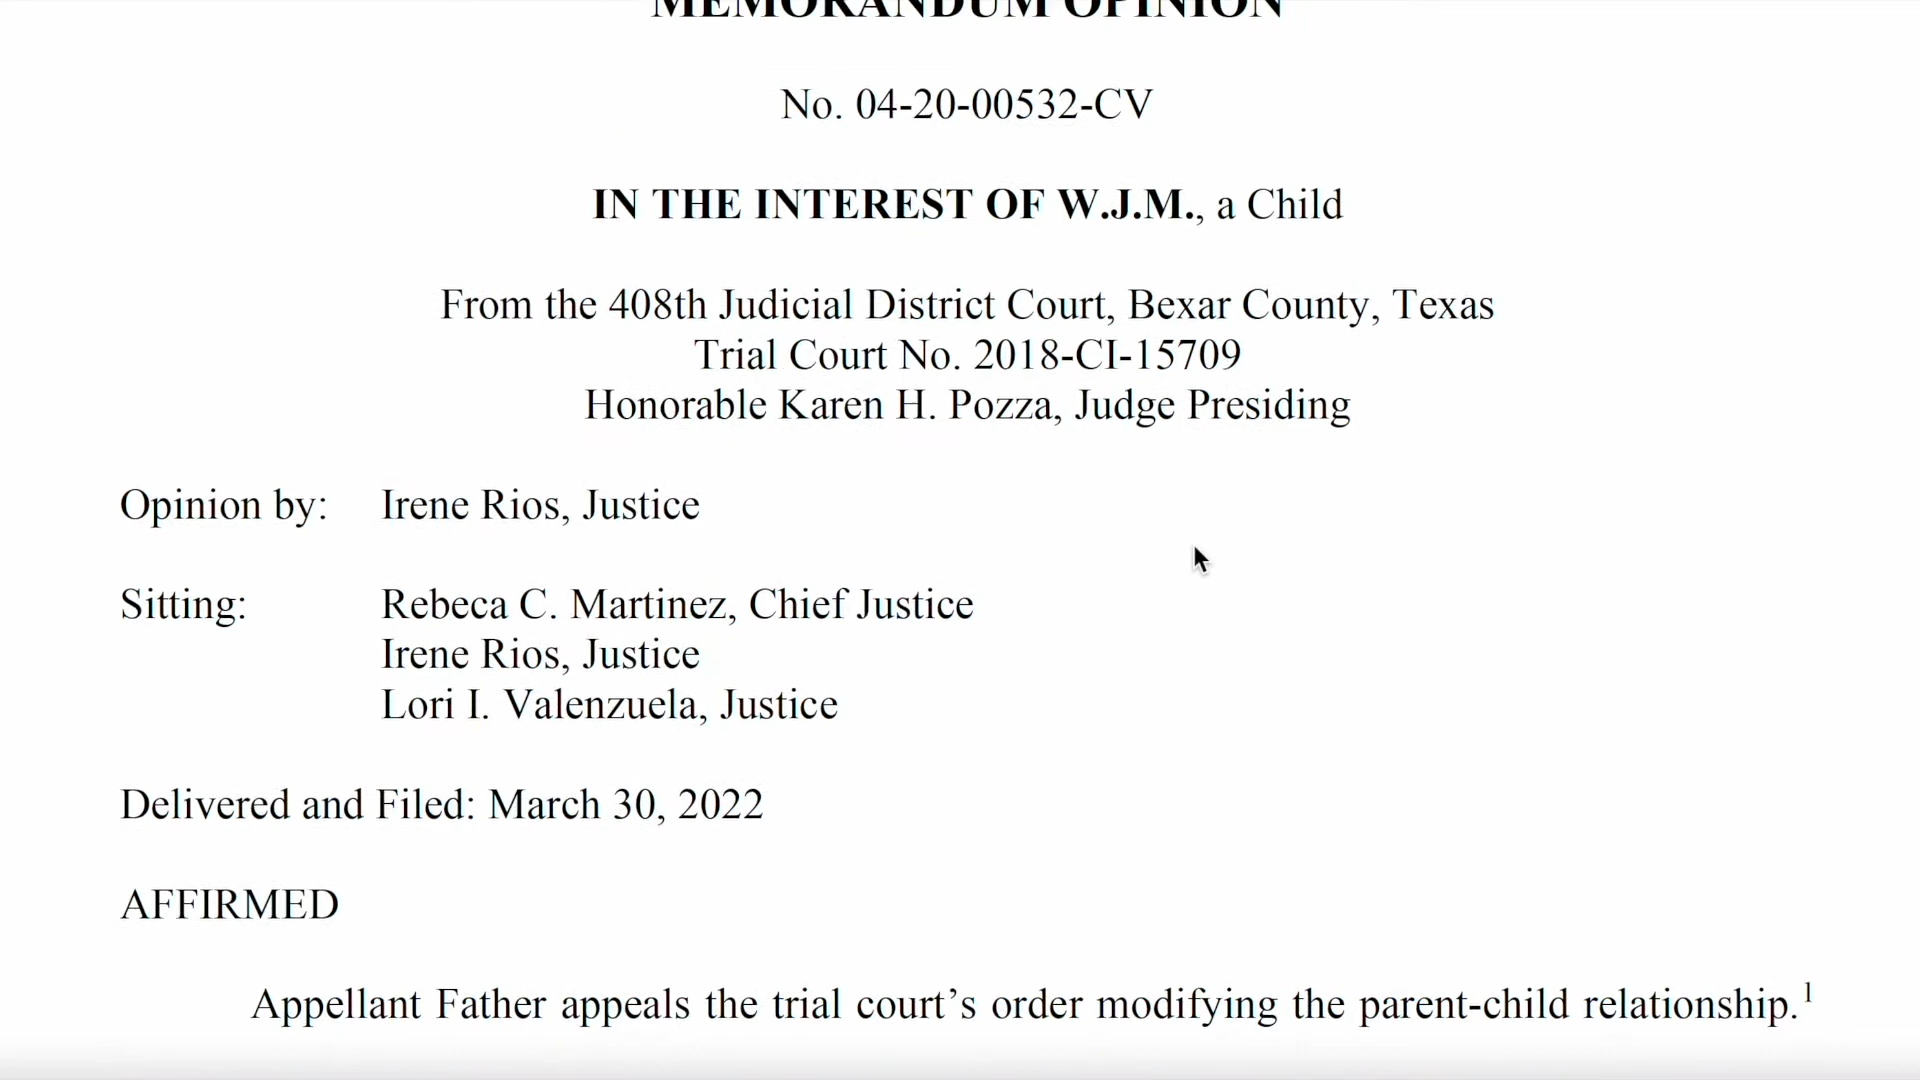 MEMORANDUM OPINION
No. 04-20-00532-CV
IN THE INTEREST OF W.J.M., a Child
From the 408th Judicial District Court, Bexar County, Texas
Trial Court No. 2018-CI-15709
Honorable Karen H. Pozza, Judge Presiding
Opinion by: Irene Rios, Justice
Sitting: Rebeca C. Martinez, Chief Justice
Irene Rios, Justice
Lori I. Valenzuela, Justice
Delivered and Filed: March 30, 2022
AFFIRMED
Appellant Father appeals the trial court’s order modifying the parent-child relationship.1